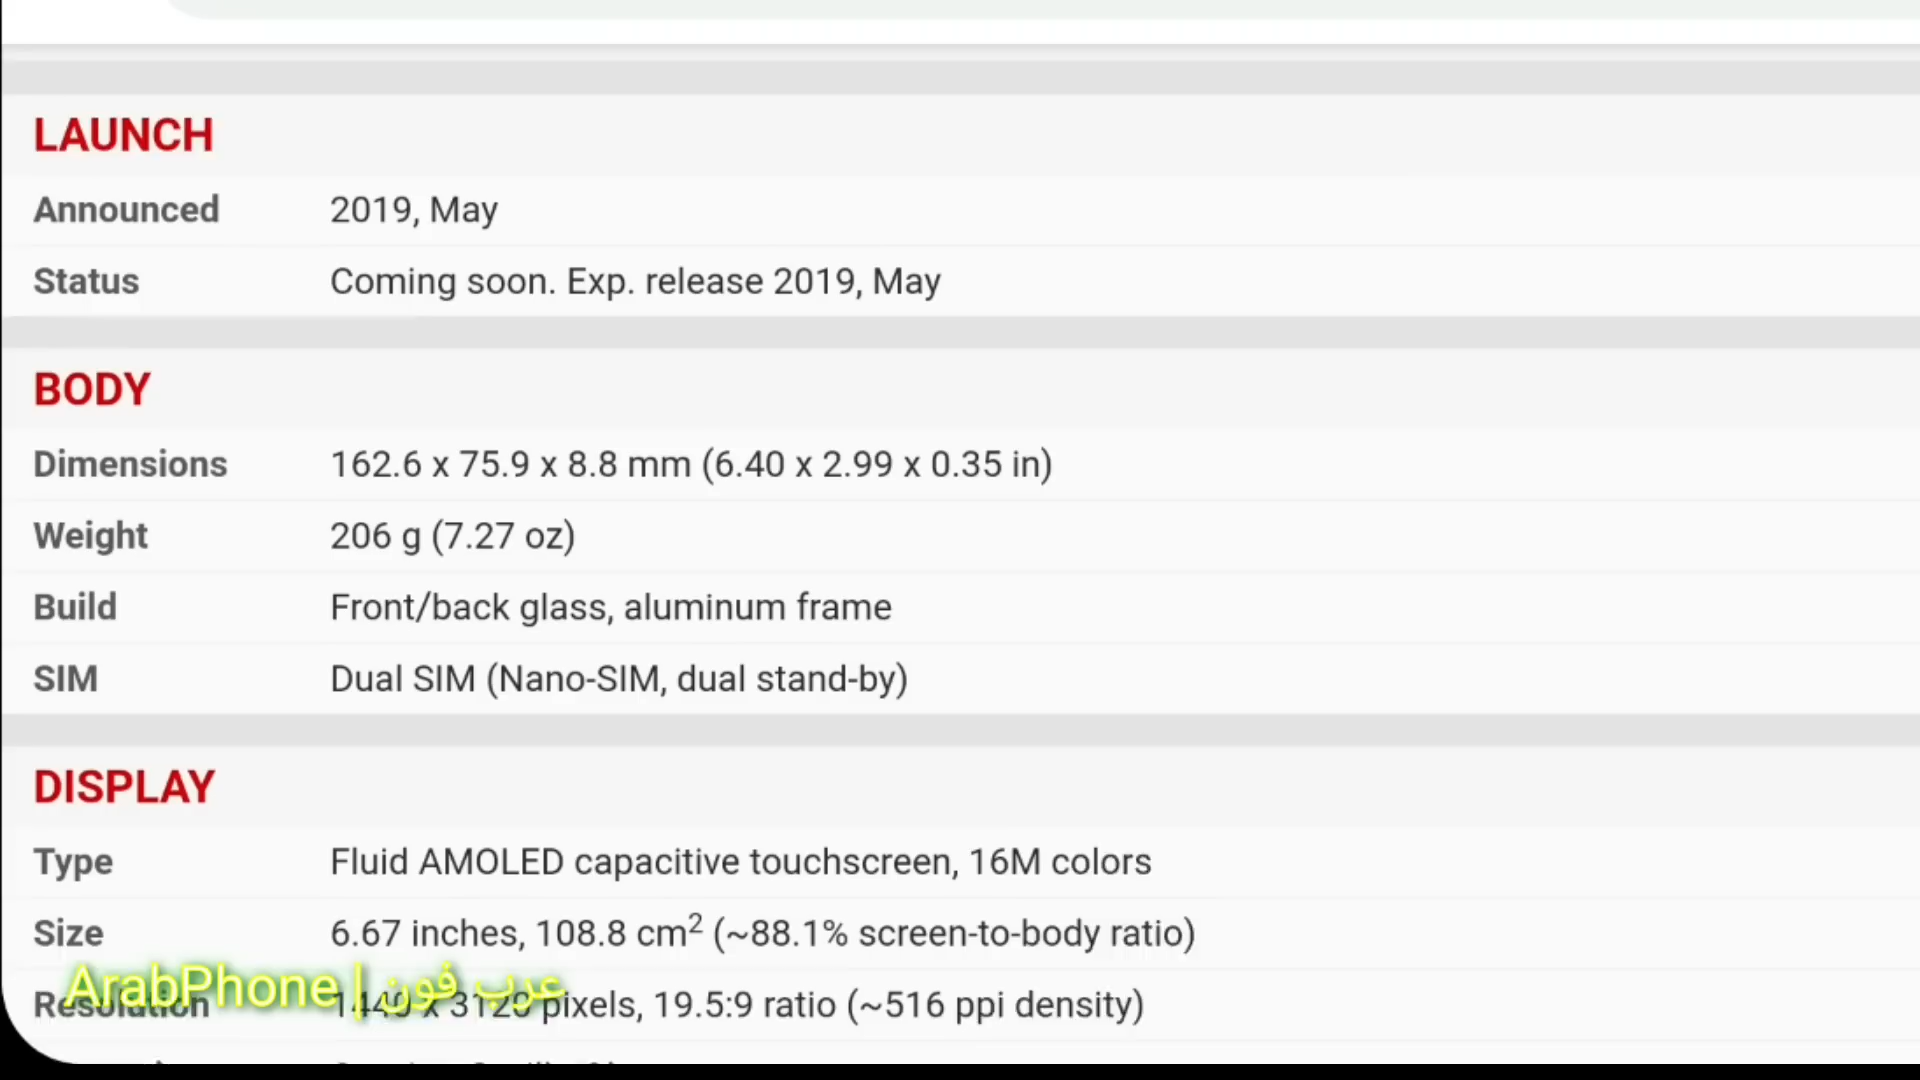 LAUNCH
Announced 2019, May
Status Coming soon. Exp. release 2019, May
BODY
Dimensions 162.6 x 75.9 x 8.8 mm (6.40 x 2.99 x 0.35 in)
Weight 206 g (7.27 oz)
Build Front/back glass, aluminum frame
SIM Dual SIM (Nano-SIM, dual stand-by)
DISPLAY
Type Fluid AMOLED capacitive touchscreen, 16M colors
Size 6.67 inches, 108.8 cm² (~88.1% screen-to-body ratio)
ArabPhone | عرب فون
Resolution 1440 x 3120 pixels, 19.5:9 ratio (~516 ppi density)